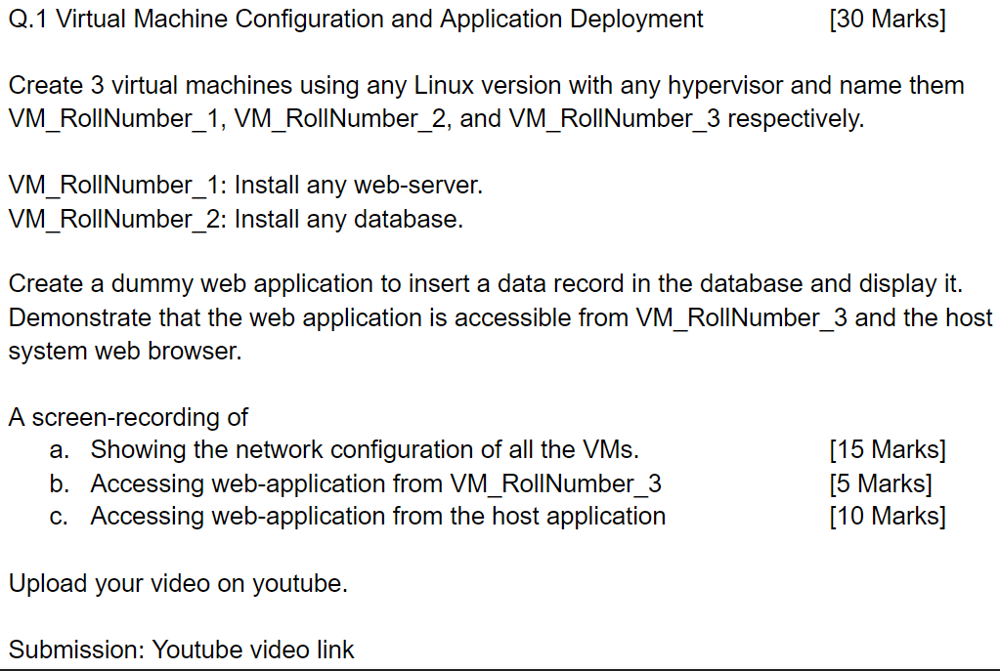 Q.1 Virtual Machine Configuration and Application Deployment [30 Marks]
Create 3 virtual machines using any Linux version with any hypervisor and name them
VM_RollNumber_1, VM_RollNumber_2, and VM_RollNumber_3 respectively.
VM_RollNumber_1: Install any web-server.
VM_RollNumber_2: Install any database.
Create a dummy web application to insert a data record in the database and display it.
Demonstrate that the web application is accessible from VM_RollNumber_3 and the host
system web browser.
A screen-recording of
a. Showing the network configuration of all the VMs. [15 Marks]
b. Accessing web-application from VM_RollNumber_3 [5 Marks]
c. Accessing web-application from the host application [10 Marks]
Upload your video on youtube.
Submission: Youtube video link